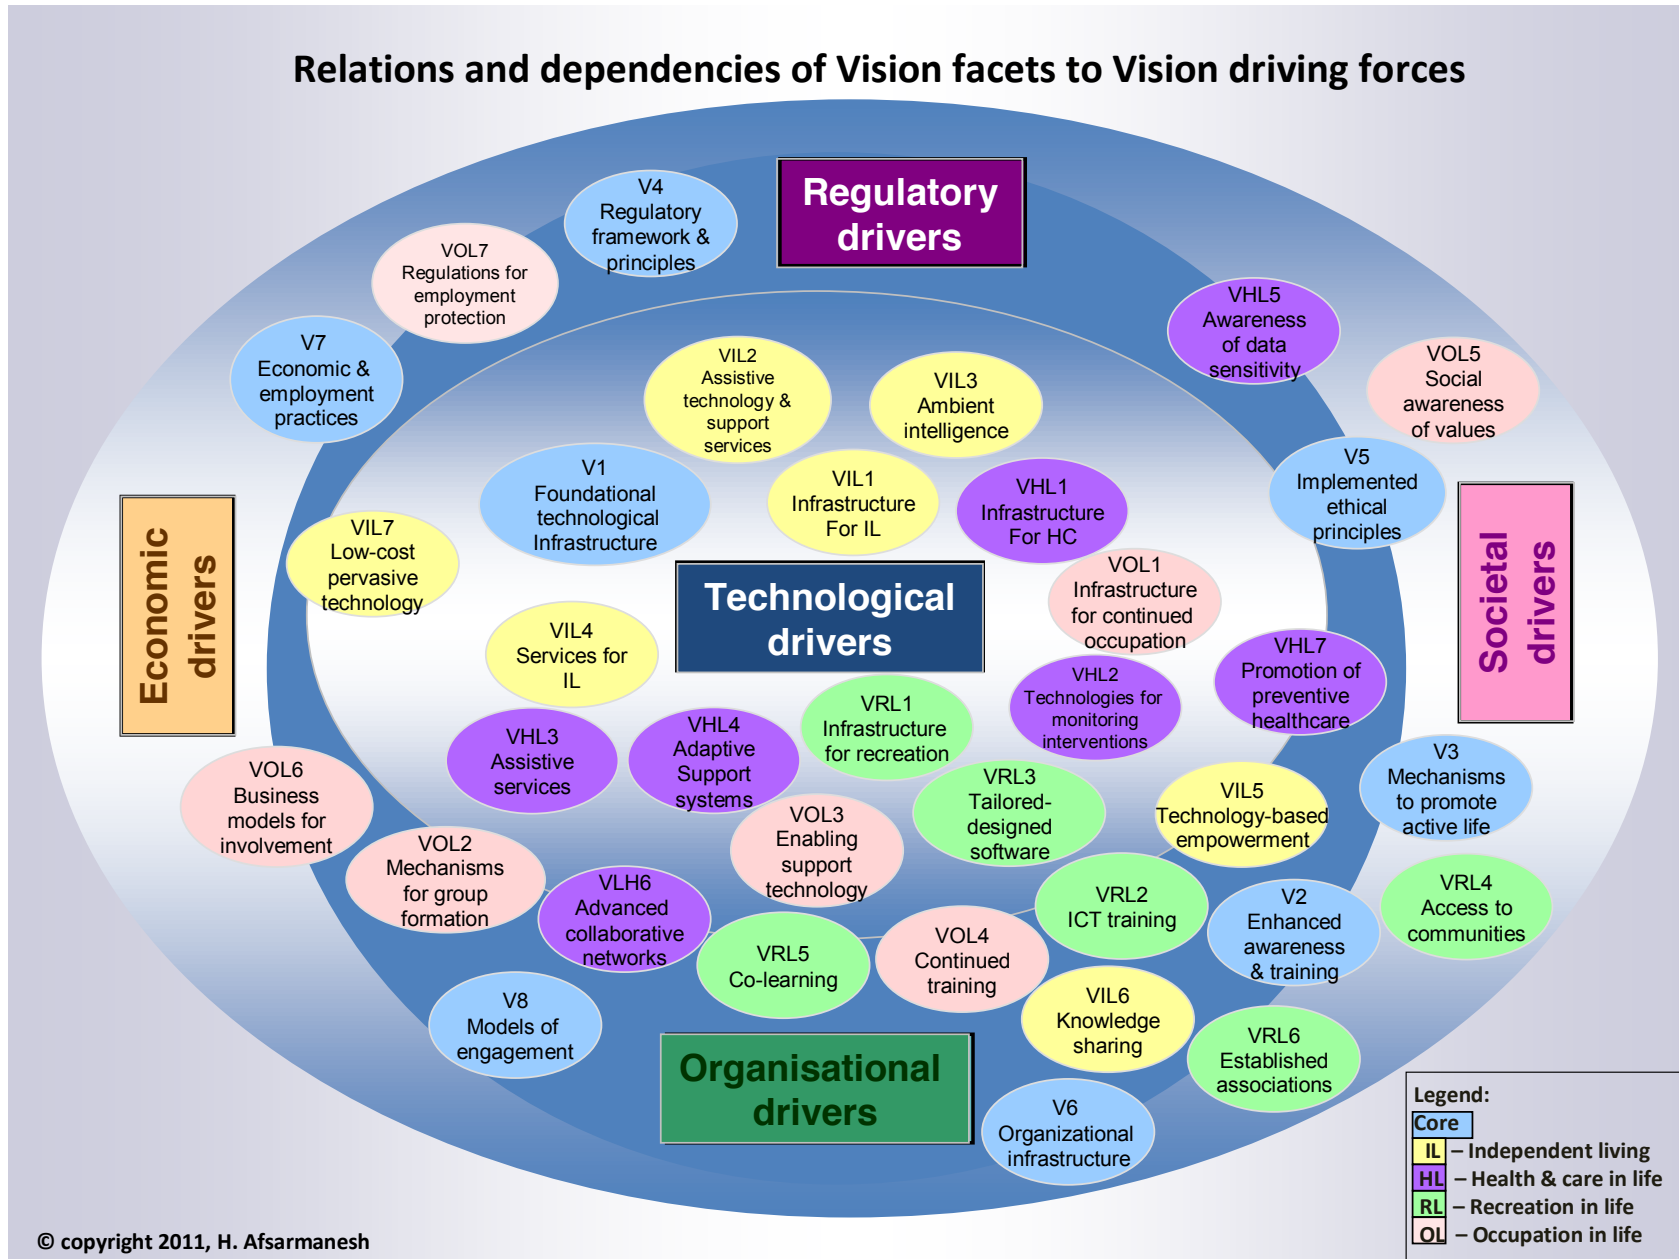 Relations and dependencies of Vision facets to Vision driving forces
Regulatory
drivers
V4
Regulatory
framework &
principles
VOL7
Regulations for
employment
protection
V7
Economic &
employment
practices
VHL5
Awareness
of data
sensitivity
VOL5
Social
awareness
of values
VIL2
Assistive
technology &
support
services
VIL3
Ambient
intelligence
V1
Foundational
technological
Infrastructure
VIL1
Infrastructure
For IL
VHL1
Infrastructure
For HC
V5
Implemented
ethical
principles
Economic
drivers
VIL7
Low-cost
pervasive
technology
Technological
drivers
VOL1
Infrastructure
for continued
occupation
Societal
drivers
VIL4
Services for
IL
VHL2
Technologies for
monitoring
interventions
VHL7
Promotion of
preventive
healthcare
VHL3
Assistive
services
VHL4
Adaptive
Support
systems
VRL1
Infrastructure
for recreation
V3
Mechanisms
to promote
active life
VOL6
Business
models for
involvement
VRL3
Tailored-
designed
software
VIL5
Technology-based
empowerment
VOL2
Mechanisms
for group
formation
VOL3
Enabling
support
technology
VLH6
Advanced
collaborative
networks
VRL2
ICT training
V2
Enhanced
awareness
& training
VRL4
Access to
communities
VRL5
Co-learning
VOL4
Continued
training
V8
Models of
engagement
VIL6
Knowledge
sharing
VRL6
Established
associations
Organisational
drivers
V6
Organizational
infrastructure
Legend:
Core
IL – Independent living
HL – Health & care in life
RL – Recreation in life
OL – Occupation in life
© copyright 2011, H. Afsarmanesh